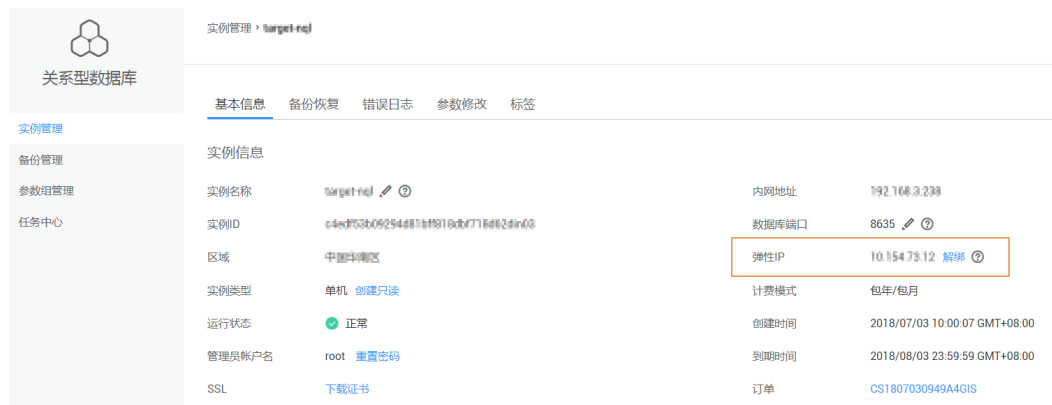 关系型数据库
实例管理
备份管理
参数组管理
任务中心
实例管理 >
基本信息 备份恢复 错误日志 参数修改 标签
实例信息
实例名称
内网地址 192.168.3.238
实例ID
数据库端口 8635
区域
弹性IP 10.154.73.12 解绑
实例类型 单机 创建只读
计费模式 包年/包月
运行状态 正常
创建时间 2018/07/03 10:00:07 GMT+08:00
管理员帐户名 root 重置密码
到期时间 2018/08/03 23:59:59 GMT+08:00
SSL 下载证书
订单 CS1807030949A4GIS